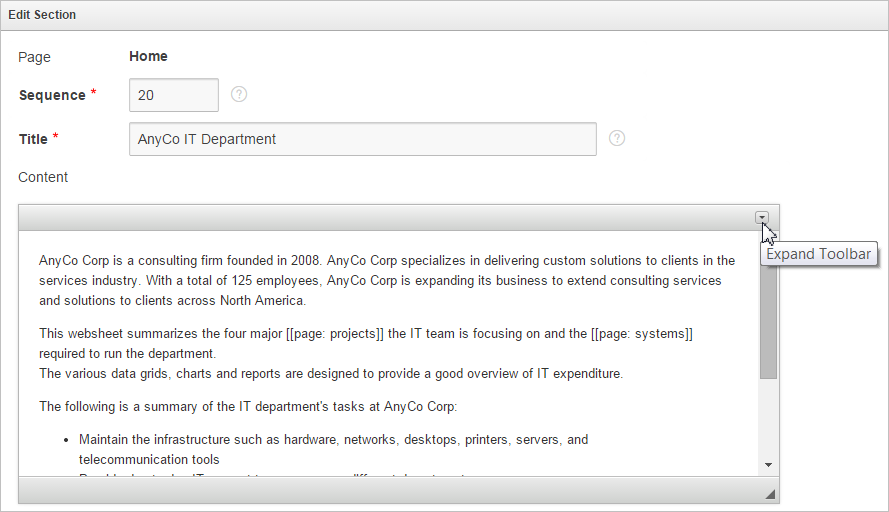 Edit Section
Page Home
Sequence * 20 ?
Title * AnyCo IT Department ?
Content
Expand Toolbar
AnyCo Corp is a consulting firm founded in 2008. AnyCo Corp specializes in delivering custom solutions to clients in the
services industry. With a total of 125 employees, AnyCo Corp is expanding its business to extend consulting services
and solutions to clients across North America.
This websheet summarizes the four major [[page: projects]] the IT team is focusing on and the [[page: systems]]
required to run the department.
The various data grids, charts and reports are designed to provide a good overview of IT expenditure.
The following is a summary of the IT department's tasks at AnyCo Corp:
• Maintain the infrastructure such as hardware, networks, desktops, printers, servers, and
telecommunication tools